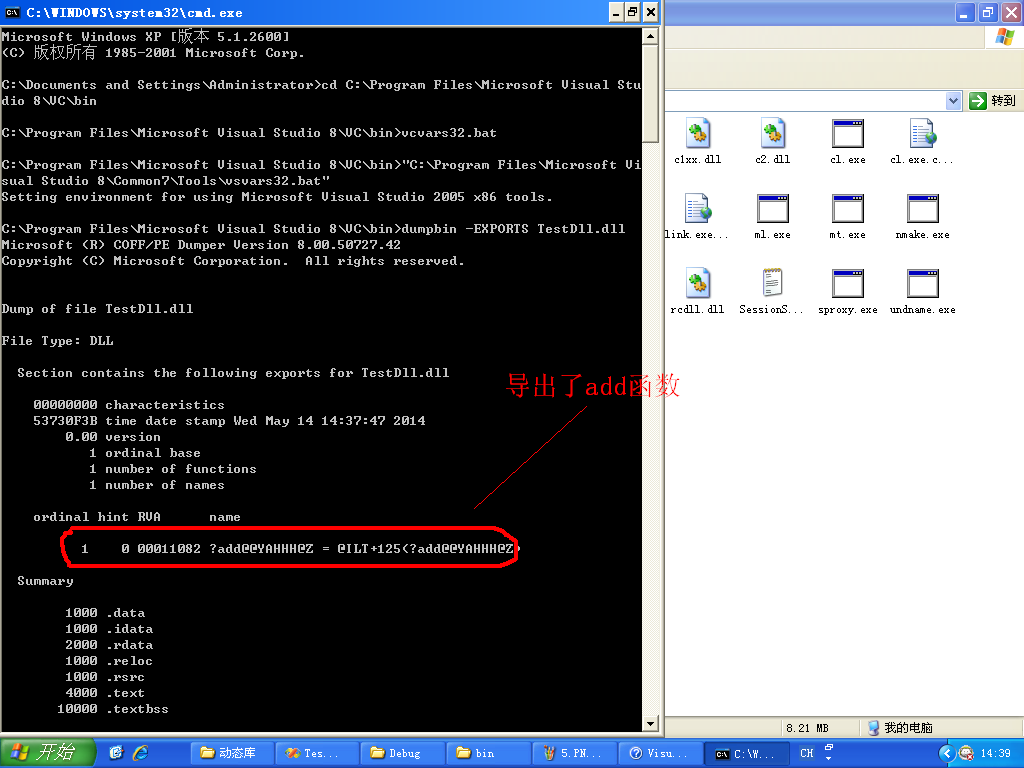 C:\WINDOWS\system32\cmd.exe
Microsoft Windows XP [版本 5.1.2600]
(C) 版权所有 1985-2001 Microsoft Corp.
C:\Documents and Settings\Administrator>cd C:\Program Files\Microsoft Visual Stu
dio 8\VC\bin
C:\Program Files\Microsoft Visual Studio 8\VC\bin>vcvars32.bat
C:\Program Files\Microsoft Visual Studio 8\VC\bin>"C:\Program Files\Microsoft Vi
sual Studio 8\Common7\Tools\vsvars32.bat"
Setting environment for using Microsoft Visual Studio 2005 x86 tools.
C:\Program Files\Microsoft Visual Studio 8\VC\bin>dumpbin -EXPORTS TestDll.dll
Microsoft (R) COFF/PE Dumper Version 8.00.50727.42
Copyright (C) Microsoft Corporation.  All rights reserved.
Dump of file TestDll.dll
File Type: DLL
Section contains the following exports for TestDll.dll
00000000 characteristics
53730F3B time date stamp Wed May 14 14:37:47 2014
0.00 version
1 ordinal base
1 number of functions
1 number of names
ordinal hint RVA      name
1    0 00011082 ?add@@YAHHH@Z = @ILT+125(?add@@YAHHH@Z)
Summary
1000 .data
1000 .idata
2000 .rdata
1000 .reloc
1000 .rsrc
4000 .text
10000 .textbss
导出了add函数
转到
c1xx.dll
c2.dll
cl.exe
cl.exe.c...
link.exe...
ml.exe
mt.exe
nmake.exe
rcdll.dll
SessionS...
sproxy.exe
undname.exe
8.21 MB
我的电脑
开始
动态库
Tes...
Debug
bin
5.PN...
Visu...
C:\W...
CH
14:39